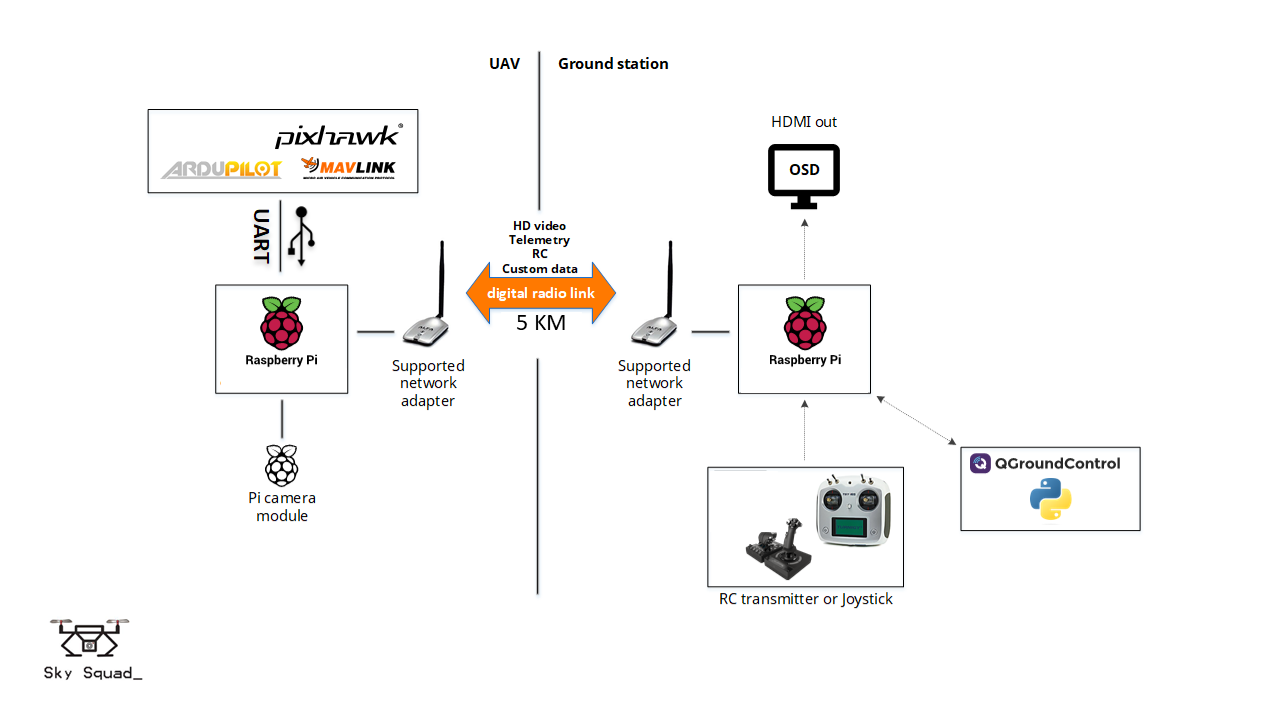 UAV
Ground station
pixhawk®
ARDUPILOT
MAVLINK
MICRO AIR VEHICLE COMMUNICATION PROTOCOL
UART
HDMI out
OSD
HD video
Telemetry
RC
Custom data
digital radio link
5 KM
Raspberry Pi
ALFA
Supported
network
adapter
ALFA
Supported
network
adapter
Raspberry Pi
Pi camera
module
QGroundControl
RC transmitter or Joystick
Sky Squad_